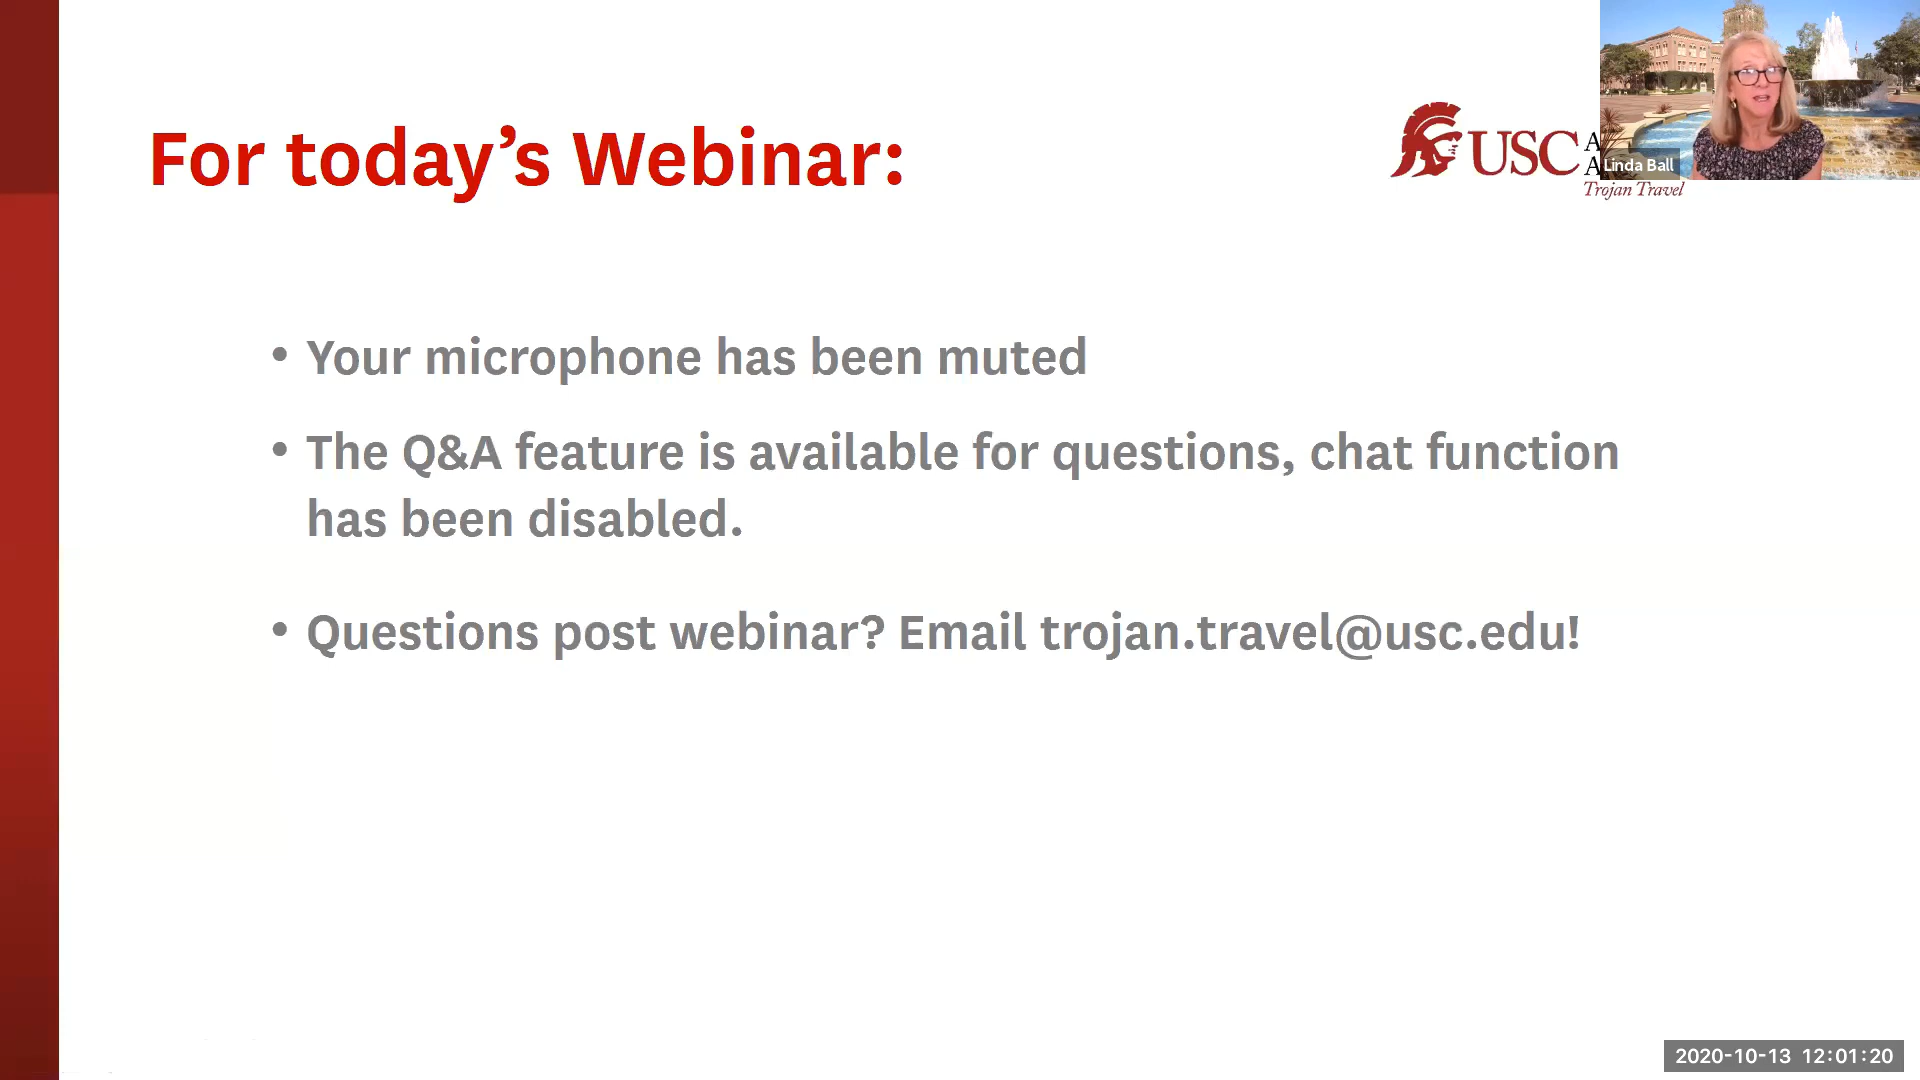 For today's Webinar:
USC A
A
Linda Ball
Trojan Travel
• Your microphone has been muted
• The Q&A feature is available for questions, chat function
has been disabled.
• Questions post webinar? Email trojan.travel@usc.edu!
2020-10-13 12:01:20